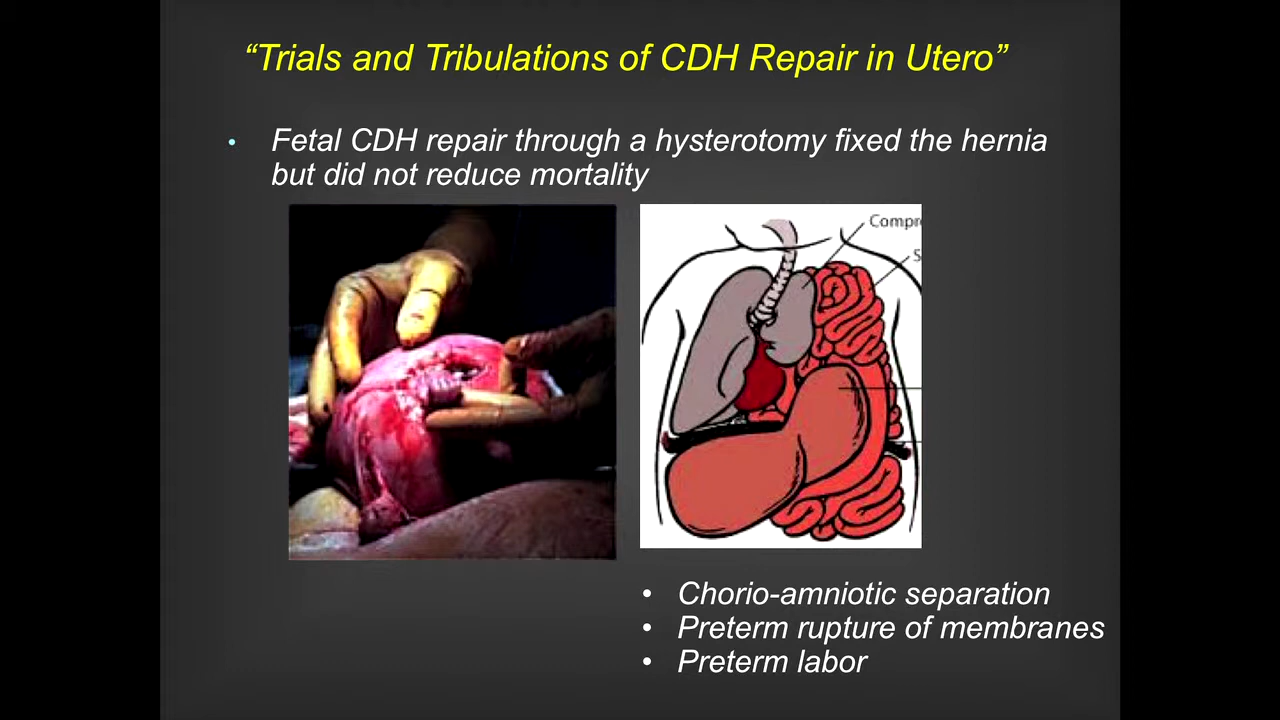 “Trials and Tribulations of CDH Repair in Utero”
• Fetal CDH repair through a hysterotomy fixed the hernia
but did not reduce mortality
• Chorio-amniotic separation
• Preterm rupture of membranes
• Preterm labor